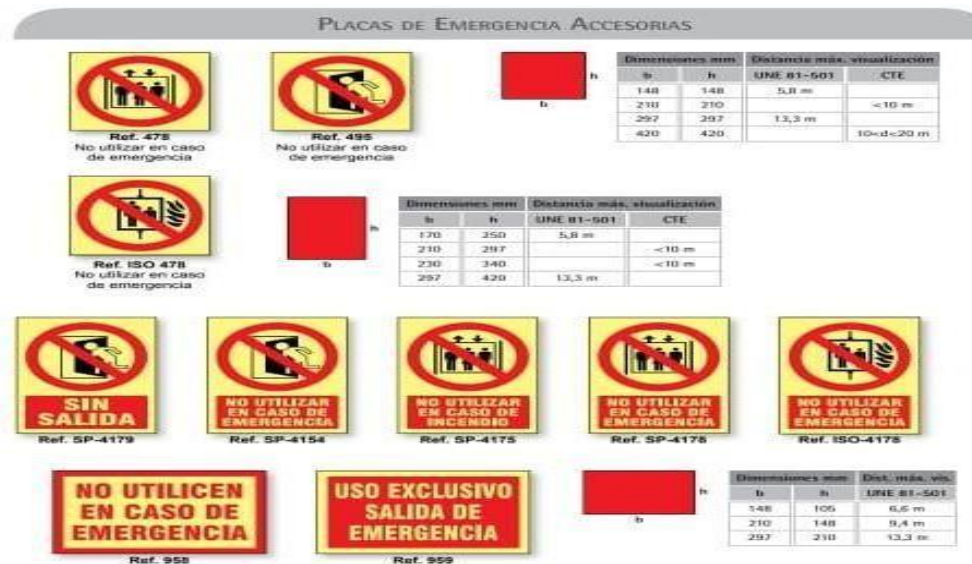 PLACAS DE EMERGENCIA ACCESORIAS
Ref. 478
No utilizar en caso
de emergencia
Ref. 495
No utilizar en caso
de emergencia
h
b
Dimensiones mm Distancia máx. visualización
b h UNE 81-501 CTE
148 148 5,8 m
210 210 <10 m
297 297 13,3 m
420 420 10<d<20 m
Ref. ISO 478
No utilizar en caso
de emergencia
h
b
Dimensiones mm Distancia máx. visualización
b h UNE 81-501 CTE
170 250 5,8 m
210 297 <10 m
230 340 <10 m
297 420 13,3 m
SIN
SALIDA
Ref. SP-4179
NO UTILIZAR
EN CASO DE
EMERGENCIA
Ref. SP-4154
NO UTILIZAR
EN CASO DE
INCENDIO
Ref. SP-4175
NO UTILIZAR
EN CASO DE
EMERGENCIA
Ref. SP-4178
NO UTILIZAR
EN CASO DE
EMERGENCIA
Ref. ISO-4178
NO UTILICEN
EN CASO DE
EMERGENCIA
Ref. 958
USO EXCLUSIVO
SALIDA DE
EMERGENCIA
Ref. 959
h
b
Dimensiones mm Dist. máx. vis.
b h UNE 81-501
148 105 6,6 m
210 148 9,4 m
297 210 13,3 m